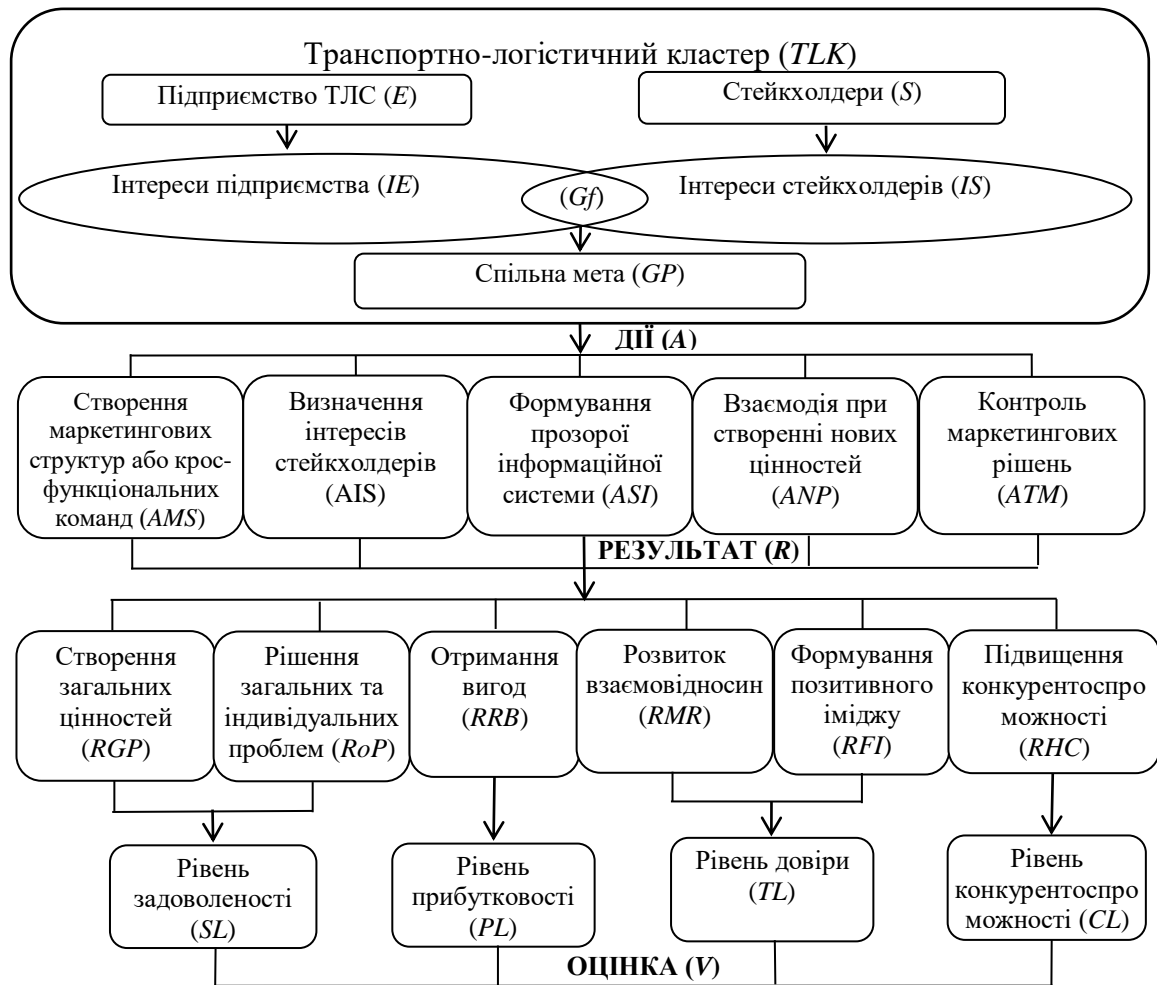 Транспортно-логістичний кластер (TLK)
Підприємство ТЛС (E)
Стейкхолдери (S)
Інтереси підприємства (IE)
(Gf)
Інтереси стейкхолдерів (IS)
Спільна мета (GP)
ДІЇ (A)
Створення
маркетингових
структур або крос-
функціональних
команд (AMS)
Визначення
інтересів
стейкхолдерів
(AIS)
Формування
прозорої
інформаційної
системи (ASI)
Взаємодія при
створенні нових
цінностей
(ANP)
Контроль
маркетингових
рішень
(ATM)
РЕЗУЛЬТАТ (R)
Створення
загальних
цінностей
(RGP)
Рішення
загальних та
індивідуальних
проблем (RoP)
Отримання
вигод
(RRB)
Розвиток
взаємовідносин
(RMR)
Формування
позитивного
іміджу
(RFI)
Підвищення
конкурентоспро
можності
(RHC)
Рівень
задоволеності
(SL)
Рівень
прибутковості
(PL)
Рівень довіри
(TL)
Рівень
конкурентоспро
можності (CL)
ОЦІНКА (V)